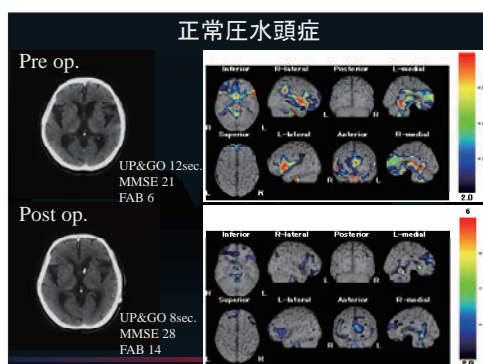 正常圧水頭症
Pre op.
UP&GO 12sec.
MMSE 21
FAB 6
Inferior R-lateral Posterior L-medial
R L
Superior L-lateral Anterior R-medial
L R R L
2.0
Post op.
UP&GO 8sec.
MMSE 28
FAB 14
6
Inferior R-lateral Posterior L-medial
R L
Superior L-lateral Anterior R-medial
L R R L